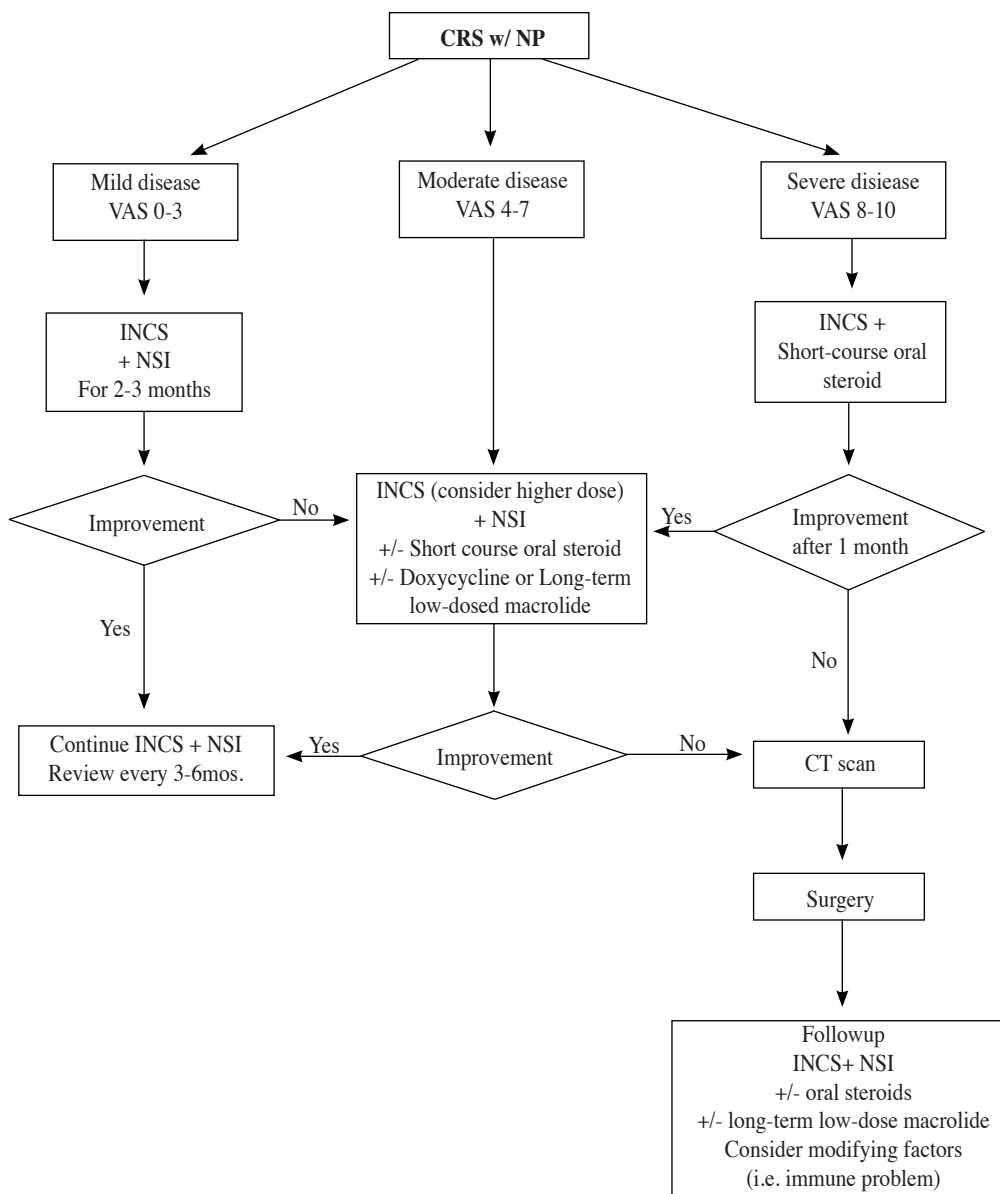 CRS w/ NP
Mild disease
VAS 0-3
Moderate disease
VAS 4-7
Severe disiease
VAS 8-10
INCS
+ NSI
For 2-3 months
INCS +
Short-course oral
steroid
Improvement
No
INCS (consider higher dose)
+ NSI
+/- Short course oral steroid
+/- Doxycycline or Long-term
low-dosed macrolide
Yes
Improvement
after 1 month
Yes
No
Continue INCS + NSI
Review every 3-6mos.
Yes
Improvement
No
CT scan
Surgery
Followup
INCS+ NSI
+/- oral steroids
+/- long-term low-dose macrolide
Consider modifying factors
(i.e. immune problem)